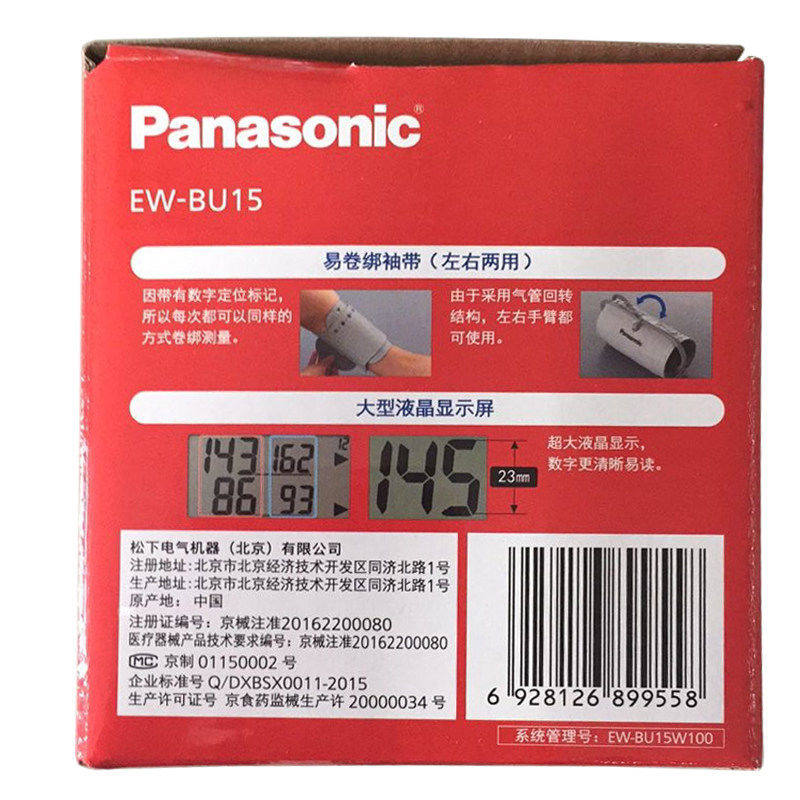 Panasonic®
EW-BU15
易卷绑袖带（左右两用）
因带有数字定位标记，
所以每次都可以同样的
方式卷绑测量。
由于采用气管回转
结构，左右手臂都
可使用。
Panasonic
大型液晶显示屏
143 162 12
86 93
145
23mm
超大液晶显示，
数字更清晰易读。
松下电气机器（北京）有限公司
注册地址:北京市北京经济技术开发区同济北路1号
生产地址:北京市北京经济技术开发区同济北路1号
原产地： 中国
注册证编号：京械注准20162200080
医疗器械产品技术要求编号：京械注准20162200080
MC 京制 01150002 号
企业标准号 Q/DXBSX0011-2015
生产许可证号 京食药监械生产许 20000034 号
6 928126 899558
系统管理号：EW-BU15W100